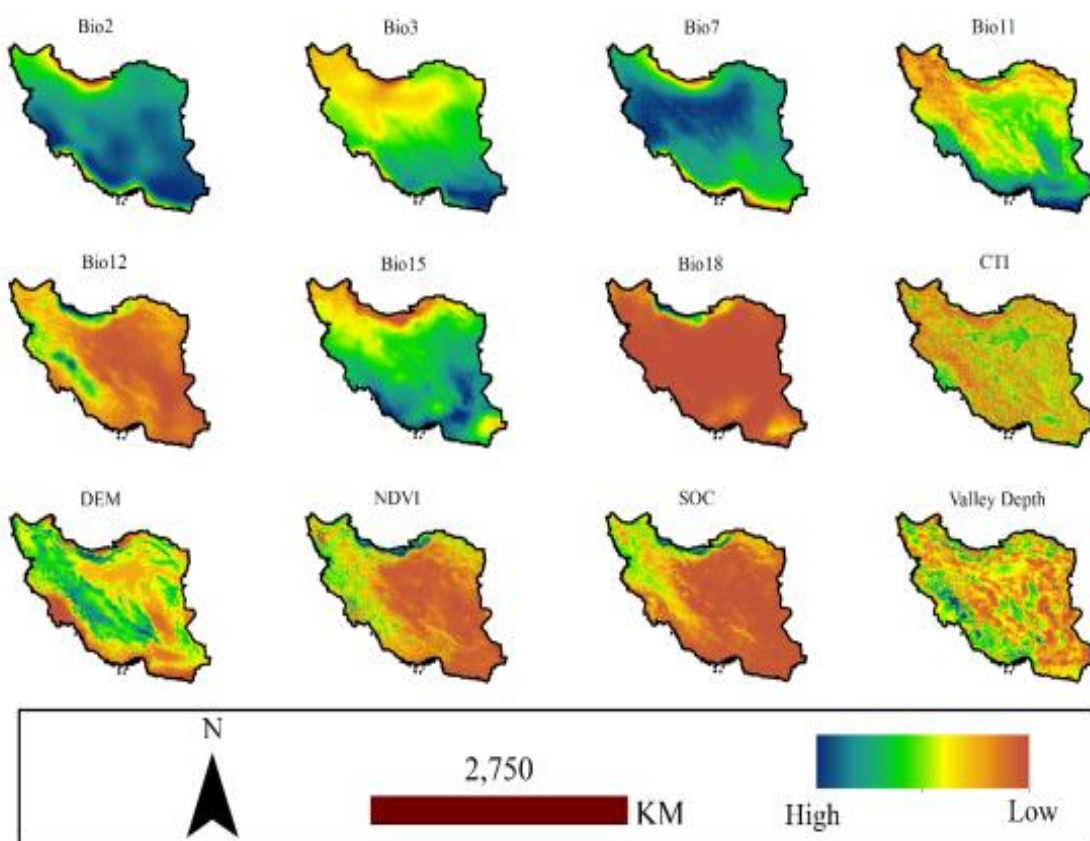 Bio2 Bio3 Bio7 Bio11
Bio12 Bio15 Bio18 CTI
DEM NDVI SOC Valley Depth
N
2,750
KM
High Low